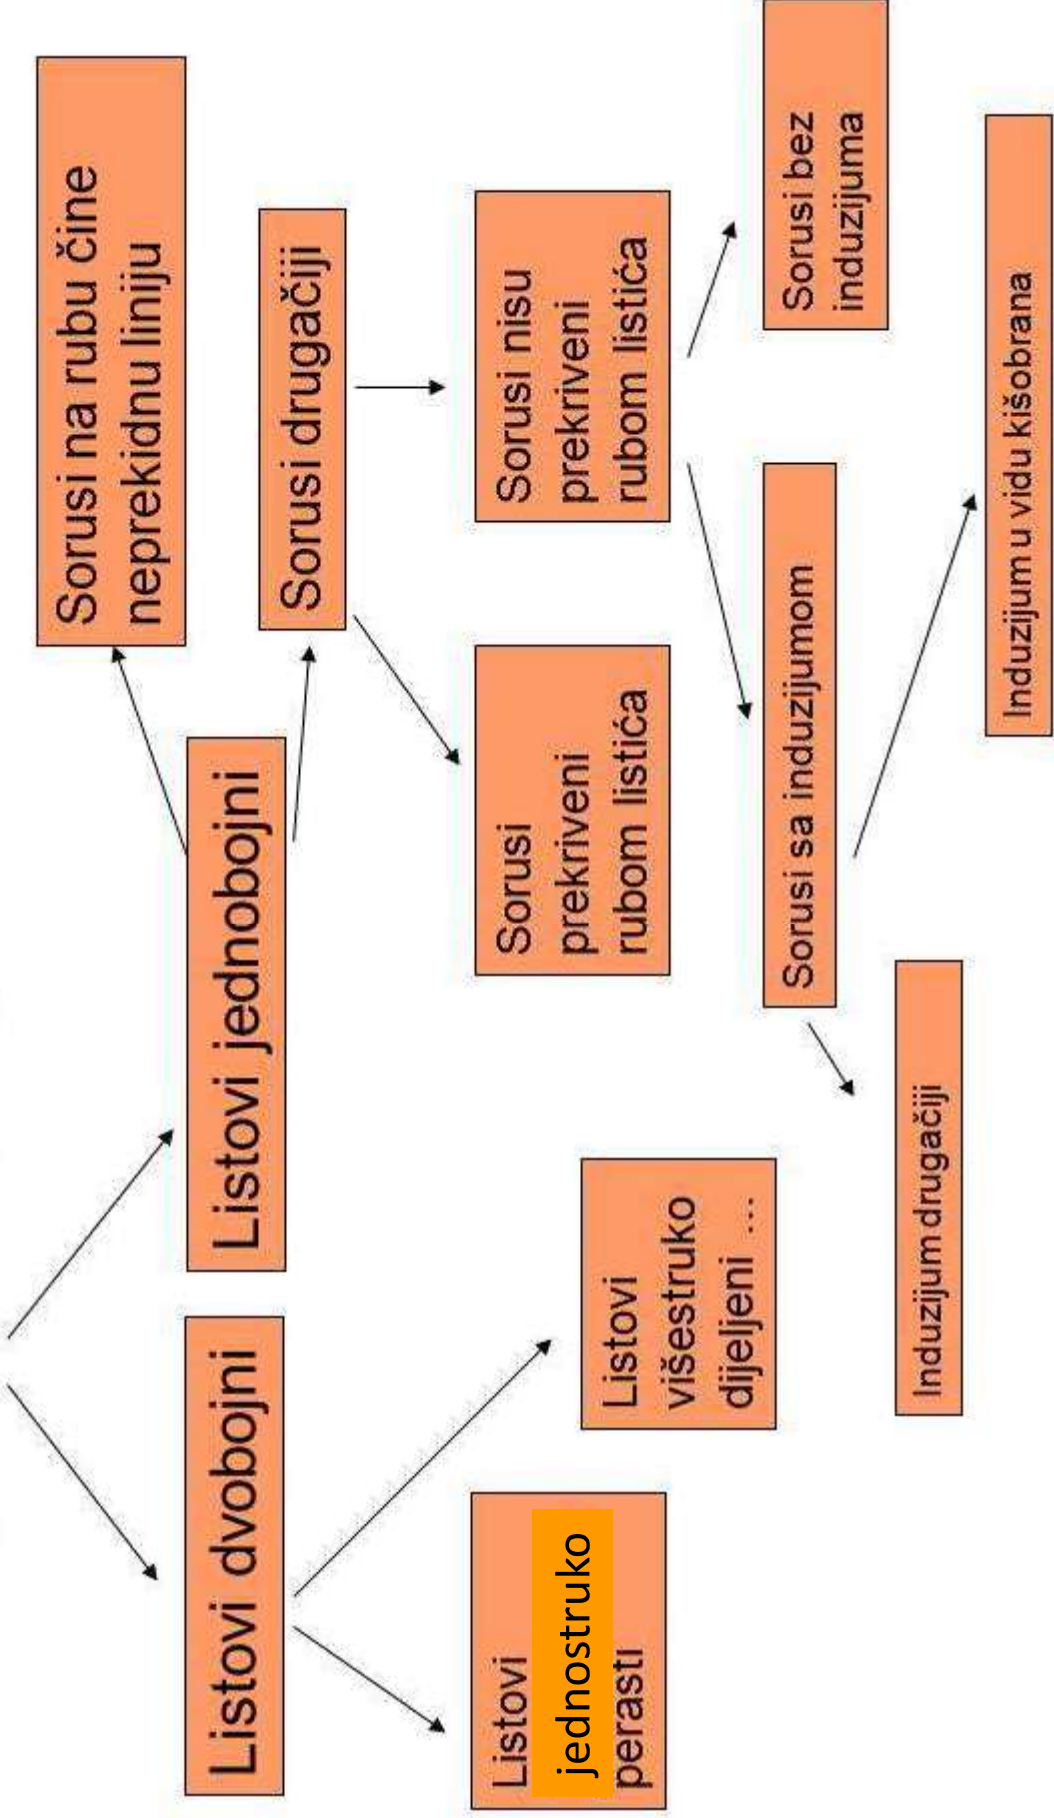 Listovi dvobojni
Listovi jednobojni
Sorusi na rubu čine
neprekidnu liniju
Sorusi drugačiji
Listovi
jednostruko
perasti
Listovi
višestruko
dijeljeni ...
Sorusi
prekriveni
rubom listića
Sorusi nisu
prekriveni
rubom listića
Sorusi sa induzijumom
Sorusi bez
induzijuma
Induzijum drugačiji
Induzijum u vidu kišobrana